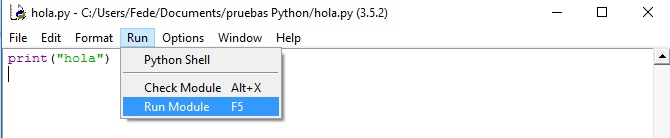 hola.py - C:/Users/Fede/Documents/pruebas Python/hola.py (3.5.2)
File Edit Format Run Options Window Help
print("hola")
Python Shell
Check Module Alt+X
Run Module F5